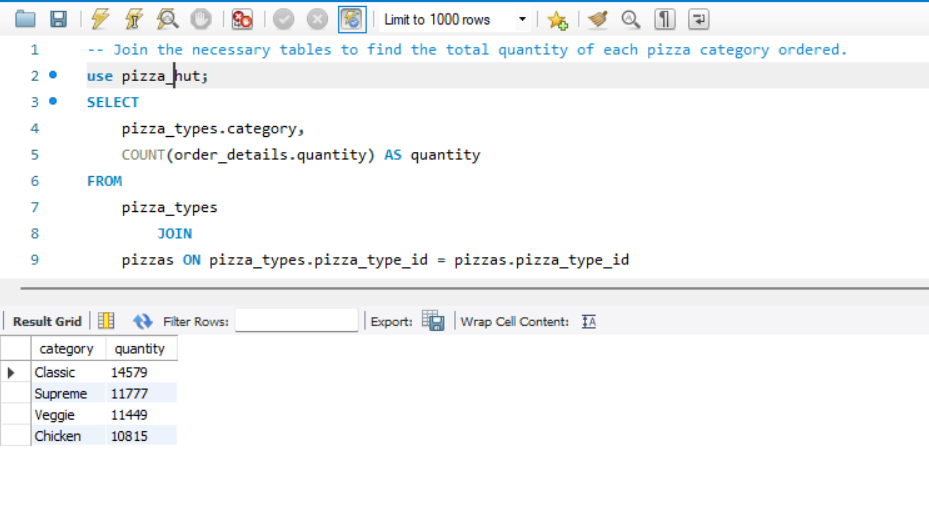 Limit to 1000 rows
1 -- Join the necessary tables to find the total quantity of each pizza category ordered.
2 use pizza_hut;
3 SELECT
4 pizza_types.category,
5 COUNT(order_details.quantity) AS quantity
6 FROM
7 pizza_types
8 JOIN
9 pizzas ON pizza_types.pizza_type_id = pizzas.pizza_type_id
Result Grid Filter Rows: Export: Wrap Cell Content: IA
category quantity
Classic 14579
Supreme 11777
Veggie 11449
Chicken 10815